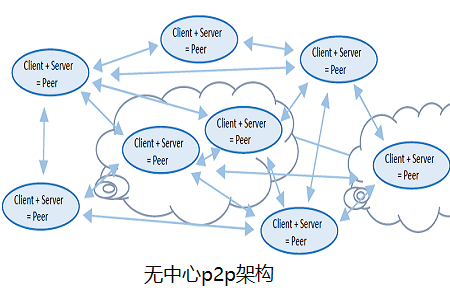 Client + Server
= Peer
Client + Server
= Peer
Client + Server
= Peer
Client + Server
= Peer
Client + Server
= Peer
Client + Server
= Peer
Client + Server
= Peer
Client + Server
= Peer
无中心p2p架构